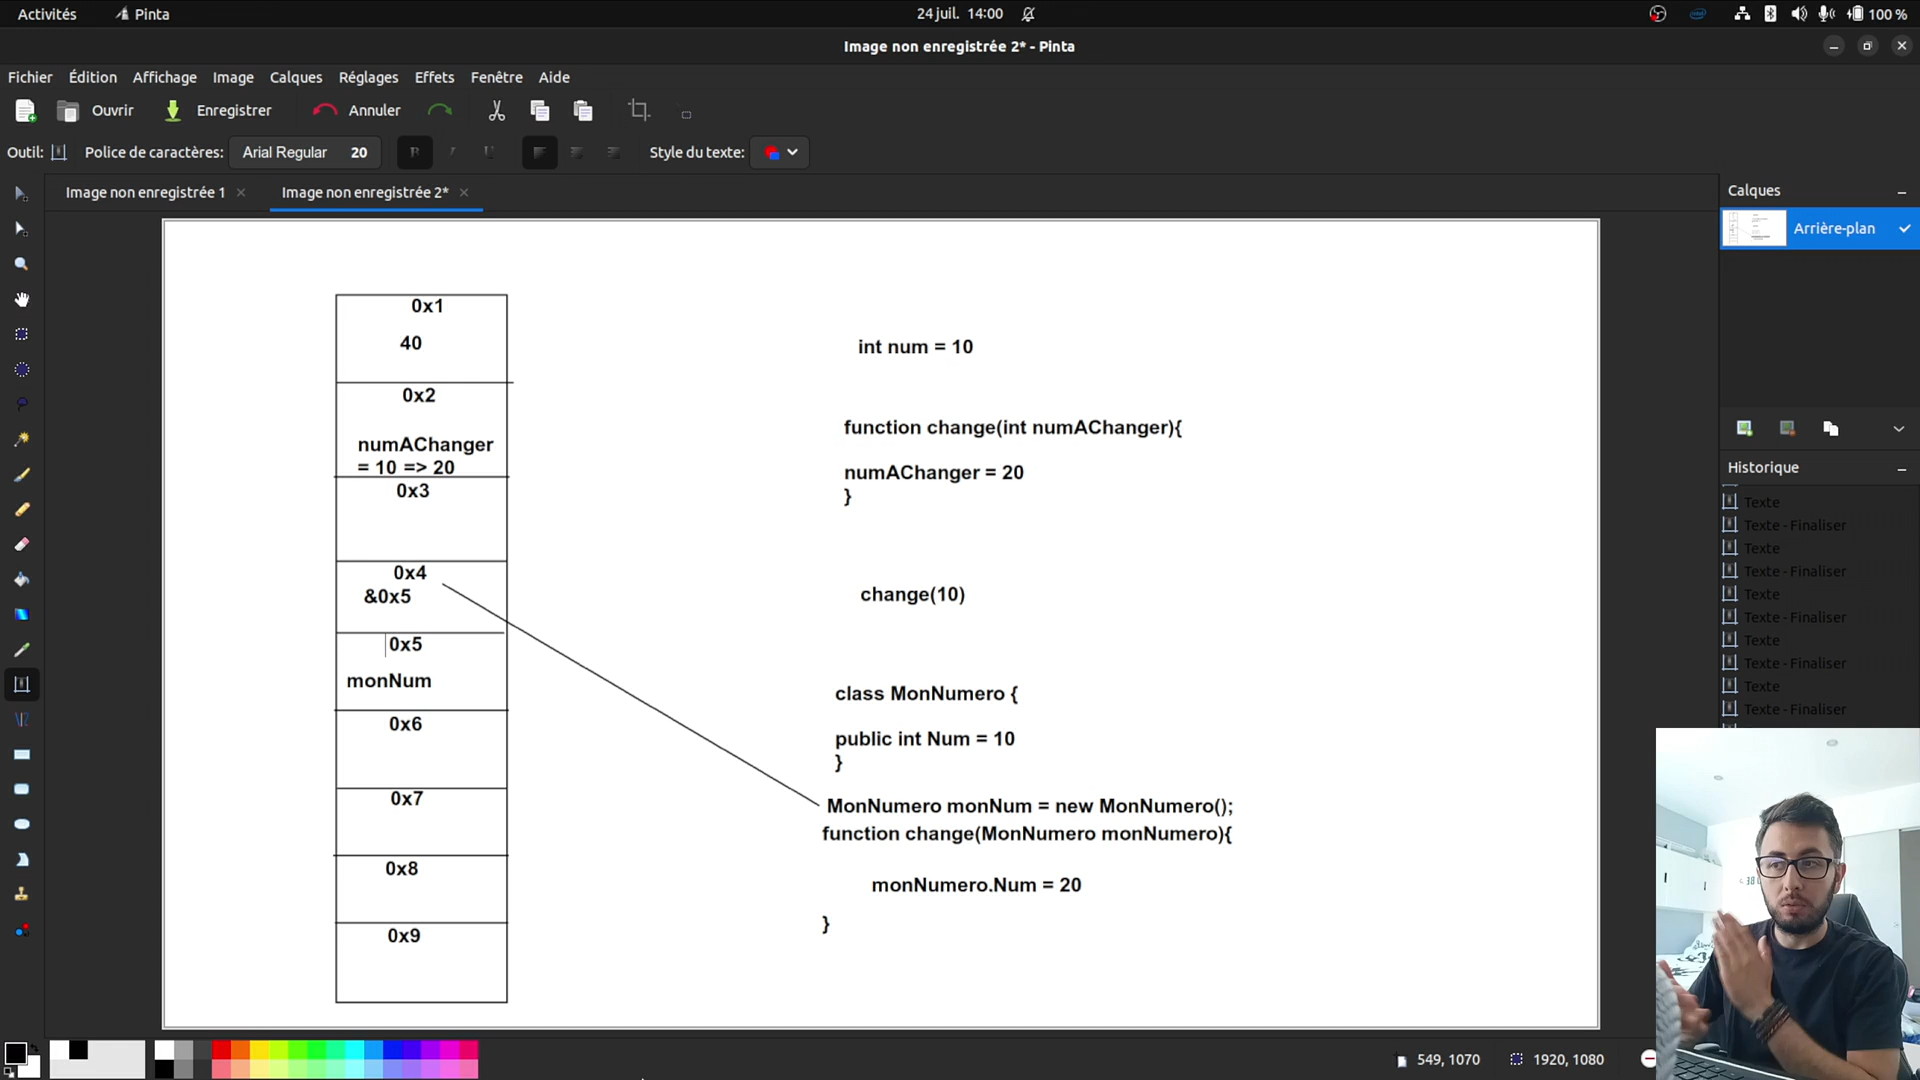 Activités
Pinta
24 juil. 14:00
100 %
Image non enregistrée 2* - Pinta
Fichier Édition Affichage Image Calques Réglages Effets Fenêtre Aide
Ouvrir Enregistrer Annuler
Outil: Police de caractères: Arial Regular 20 B I U Style du texte:
Image non enregistrée 1
Image non enregistrée 2*
Calques
Arrière-plan
Historique
Texte
Texte - Finaliser
Texte
Texte - Finaliser
Texte
Texte - Finaliser
Texte
Texte - Finaliser
Texte
Texte - Finaliser
0x1
40
0x2
numAChanger
= 10 => 20
0x3
0x4
&0x5
0x5
monNum
0x6
0x7
0x8
0x9
int num = 10
function change(int numAChanger){
numAChanger = 20
}
change(10)
class MonNumero {
public int Num = 10
}
MonNumero monNum = new MonNumero();
function change(MonNumero monNumero){
monNumero.Num = 20
}
549, 1070
1920, 1080